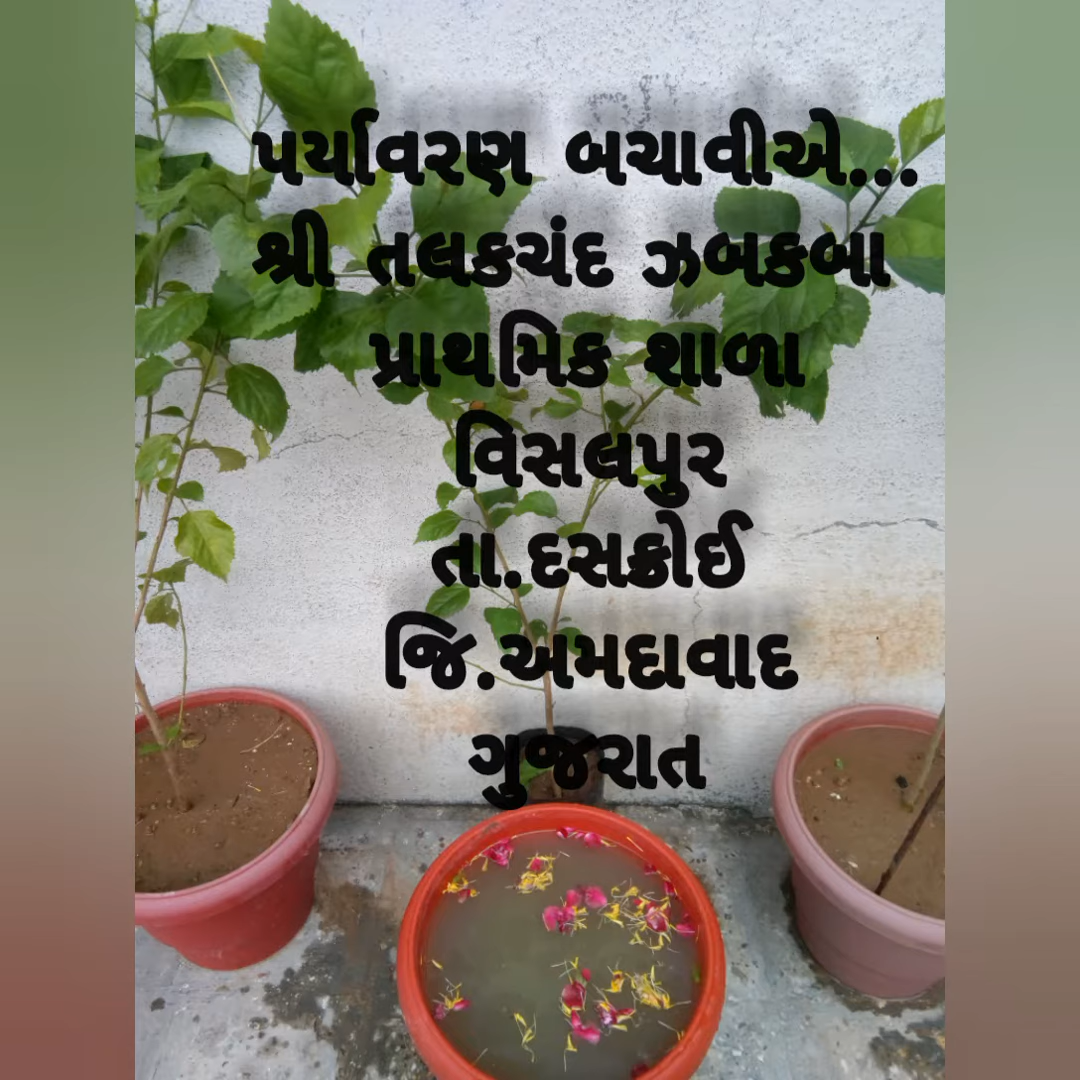 પર્યાવરણ બચાવીએ...
શ્રી તલકચંદ ઝબકબા
પ્રાથમિક શાળા
વિસલપુર
તા.દસક્રોઈ
જિ.અમદાવાદ
ગુજરાત